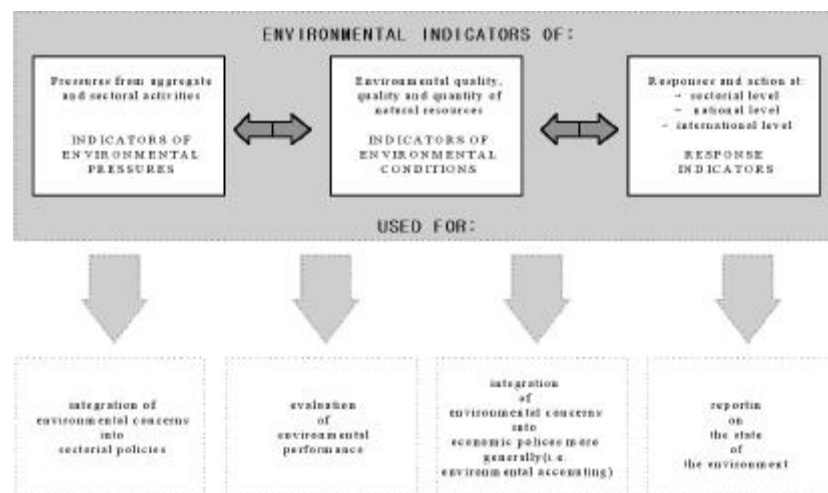 ENVIRONMENTAL INDICATORS OF:
Pressures from aggregate
and sectoral activities
INDICATORS OF
ENVIRONMENTAL
PRESSURES
Environmental quality,
quality and quantity of
natural resources
INDICATORS OF
ENVIRONMENTAL
CONDITIONS
Responses and action at:
- sectorial level
- national level
- international level
RESPONSE
INDICATORS
USED FOR:
integration of
environmental concerns
into
sectorial policies
evaluation
of
environmental
performance
integration
of
environmental concerns
into
economic polices more
generally(i.e.
environmental accounting)
reportin
on
the state
of
the environment